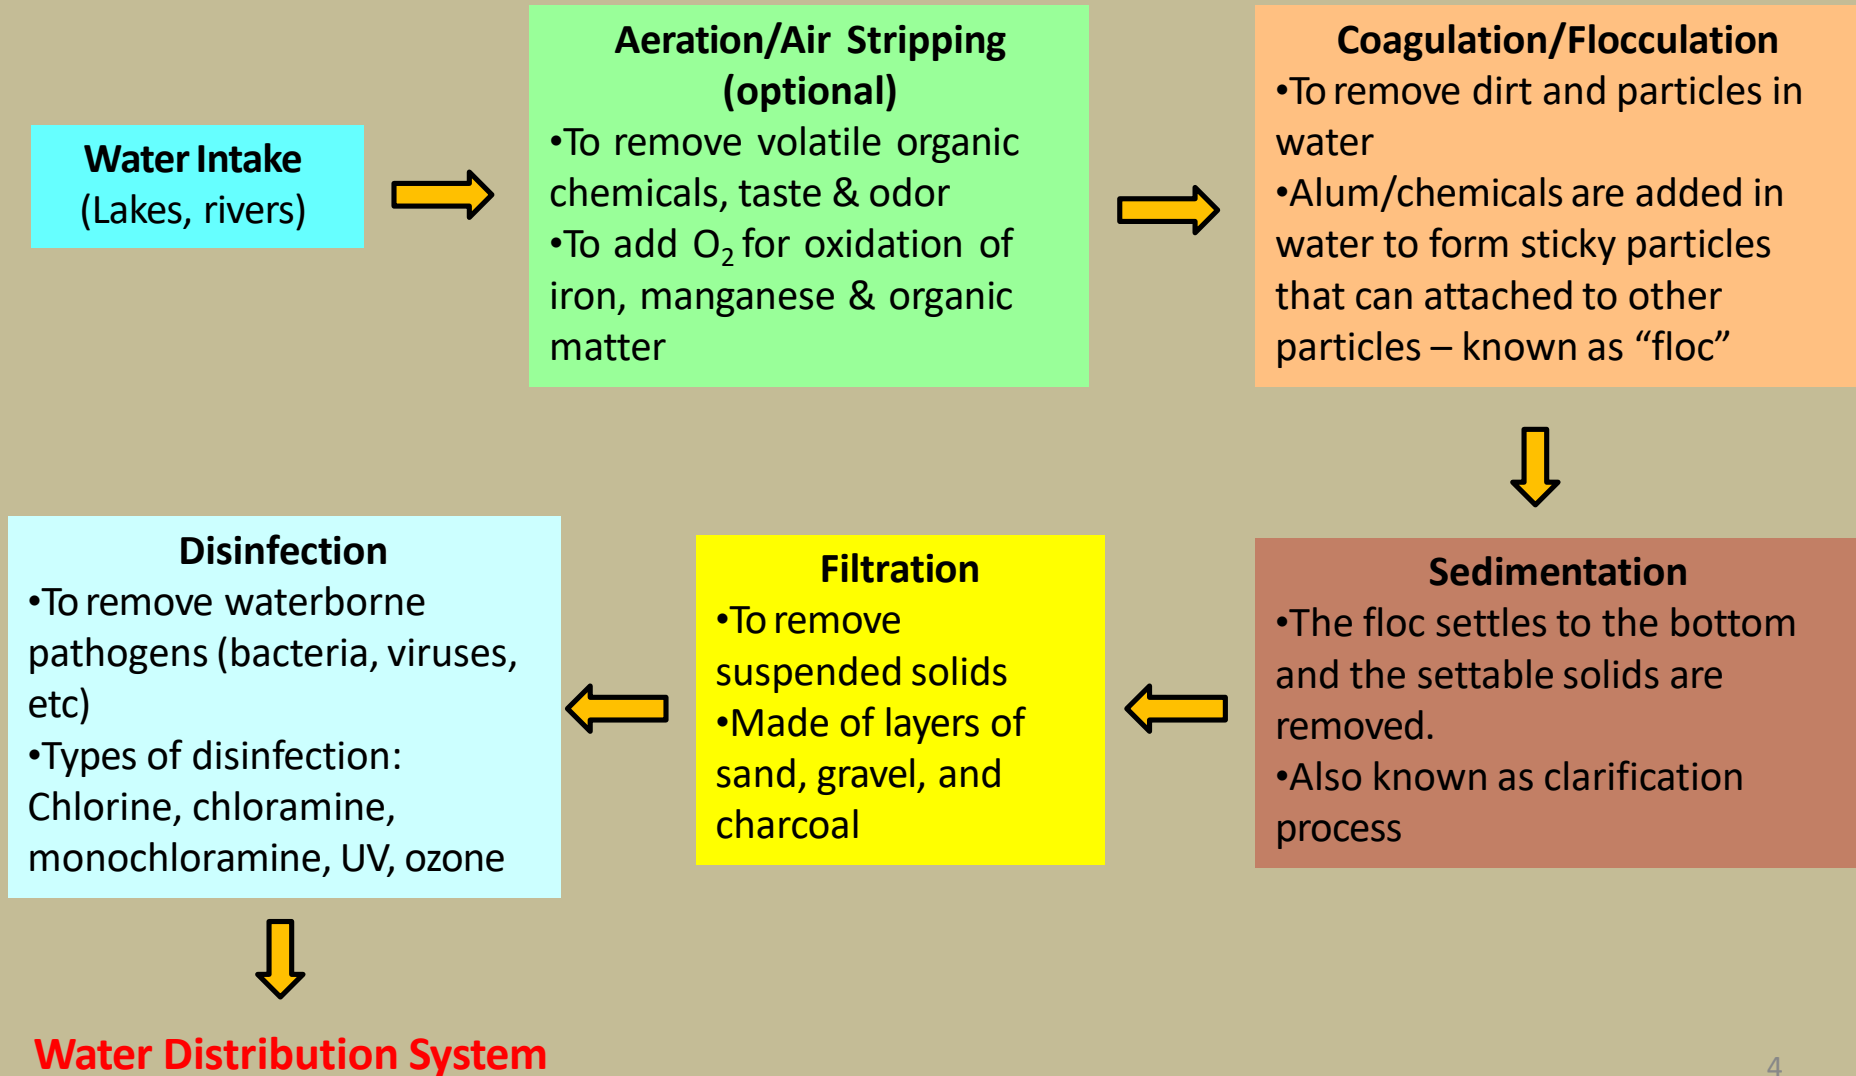 Water Intake
(Lakes, rivers)
Aeration/Air Stripping
(optional)
•To remove volatile organic
chemicals, taste & odor
•To add O₂ for oxidation of
iron, manganese & organic
matter
Coagulation/Flocculation
•To remove dirt and particles in
water
•Alum/chemicals are added in
water to form sticky particles
that can attached to other
particles – known as “floc”
Sedimentation
•The floc settles to the bottom
and the settable solids are
removed.
•Also known as clarification
process
Filtration
•To remove
suspended solids
•Made of layers of
sand, gravel, and
charcoal
Disinfection
•To remove waterborne
pathogens (bacteria, viruses,
etc)
•Types of disinfection:
Chlorine, chloramine,
monochloramine, UV, ozone
Water Distribution System
4